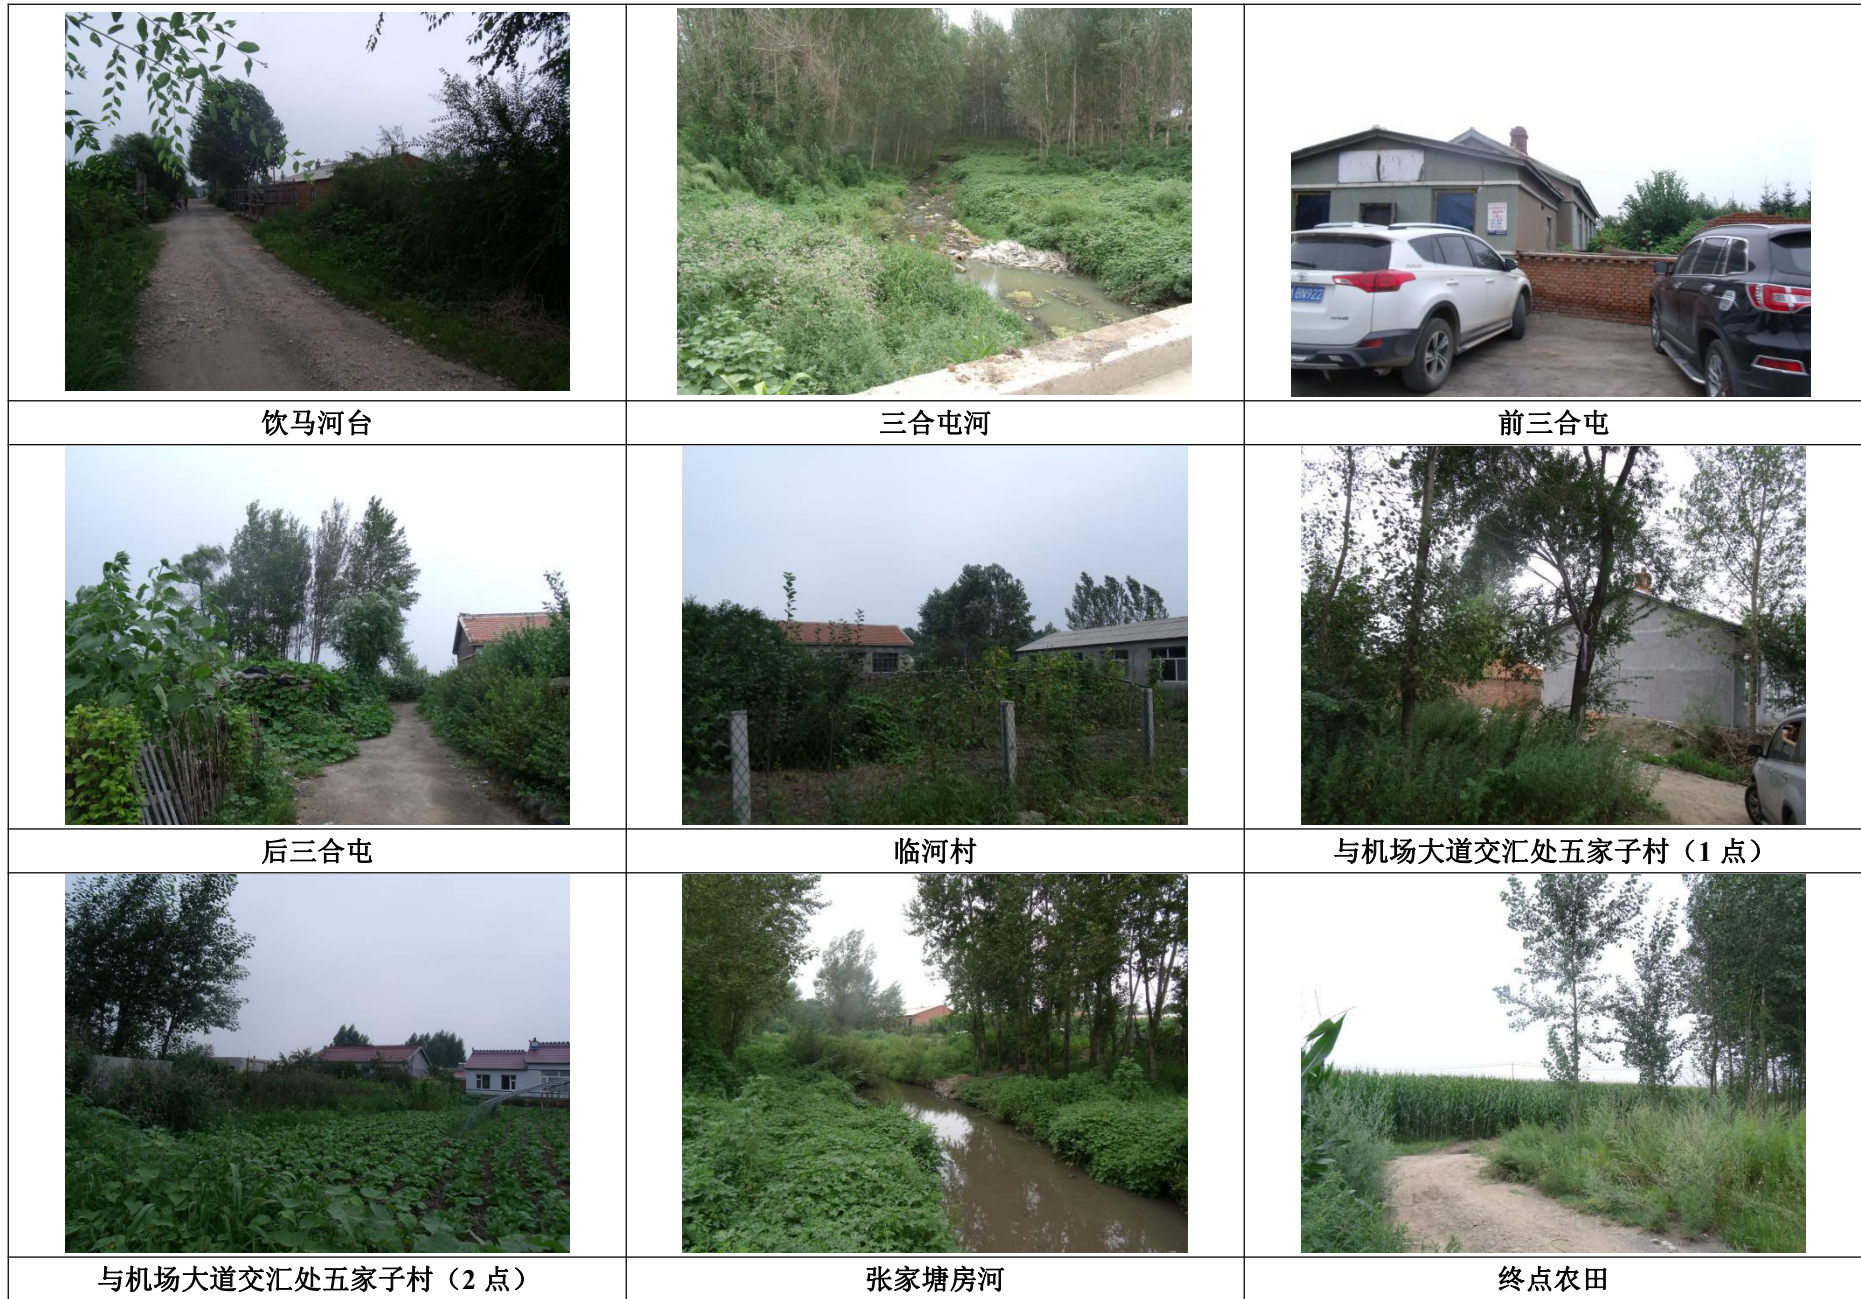 BN922
饮马河台
三合屯河
前三合屯
后三合屯
临河村
与机场大道交汇处五家子村（1 点）
与机场大道交汇处五家子村（2 点）
张家塘房河
终点农田